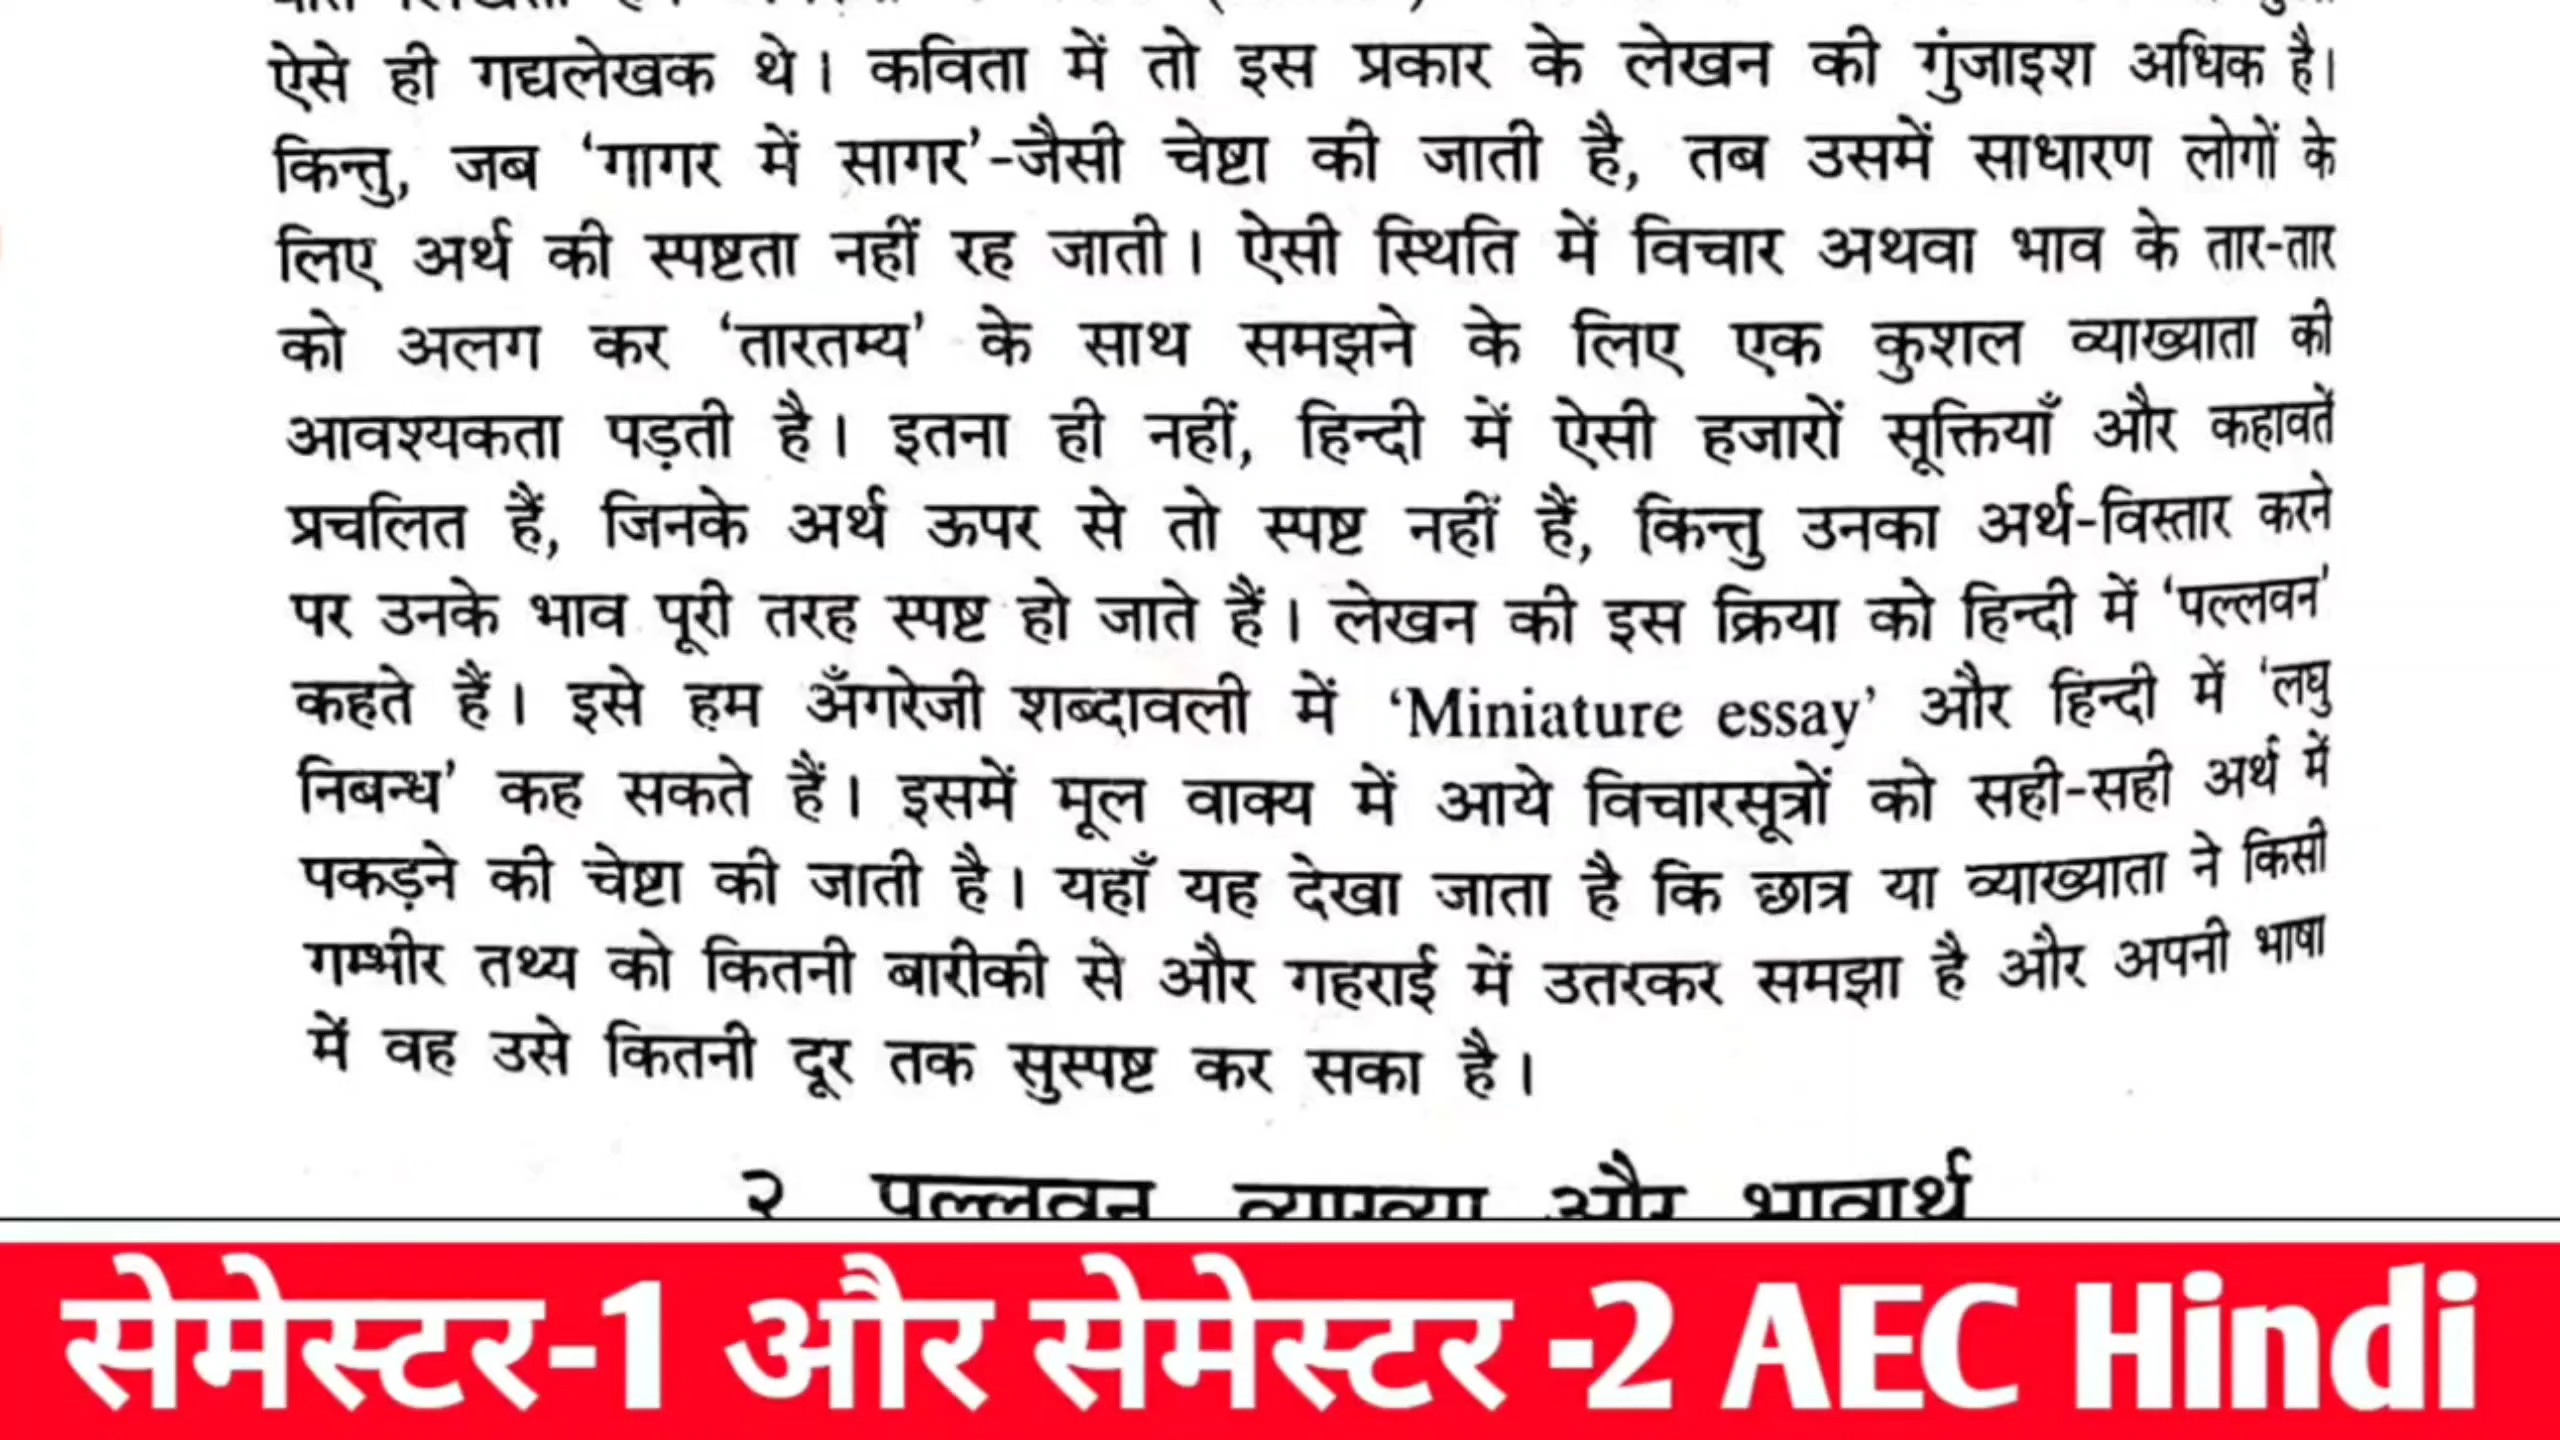 ऐसे ही गद्यलेखक थे। कविता में तो इस प्रकार के लेखन की गुंजाइश अधिक है।
किन्तु, जब ‘गागर में सागर’-जैसी चेष्टा की जाती है, तब उसमें साधारण लोगों के
लिए अर्थ की स्पष्टता नहीं रह जाती। ऐसी स्थिति में विचार अथवा भाव के तार-तार
को अलग कर ‘तारतम्य’ के साथ समझने के लिए एक कुशल व्याख्याता की
आवश्यकता पड़ती है। इतना ही नहीं, हिन्दी में ऐसी हजारों सूक्तियाँ और कहावतें
प्रचलित हैं, जिनके अर्थ ऊपर से तो स्पष्ट नहीं हैं, किन्तु उनका अर्थ-विस्तार करने
पर उनके भाव पूरी तरह स्पष्ट हो जाते हैं। लेखन की इस क्रिया को हिन्दी में ‘पल्लवन’
कहते हैं। इसे हम अँगरेजी शब्दावली में ‘Miniature essay’ और हिन्दी में ‘लघु
निबन्ध’ कह सकते हैं। इसमें मूल वाक्य में आये विचारसूत्रों को सही-सही अर्थ में
पकड़ने की चेष्टा की जाती है। यहाँ यह देखा जाता है कि छात्र या व्याख्याता ने किसी
गम्भीर तथ्य को कितनी बारीकी से और गहराई में उतरकर समझा है और अपनी भाषा
में वह उसे कितनी दूर तक सुस्पष्ट कर सका है।
२ पल्लवन व्याख्या और भावार्थ
सेमेस्टर-1 और सेमेस्टर -2 AEC Hindi